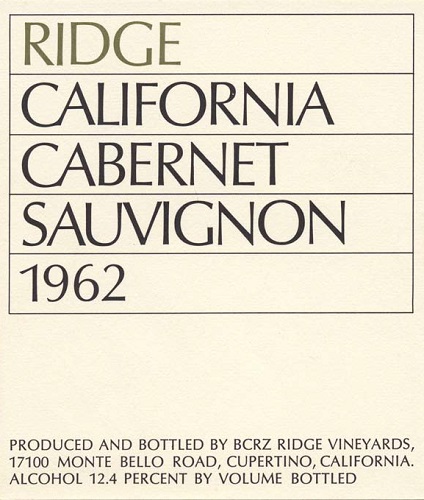 RIDGE
CALIFORNIA
CABERNET
SAUVIGNON
1962
PRODUCED AND BOTTLED BY BCRZ RIDGE VINEYARDS,
17100 MONTE BELLO ROAD, CUPERTINO, CALIFORNIA.
ALCOHOL 12.4 PERCENT BY VOLUME BOTTLED